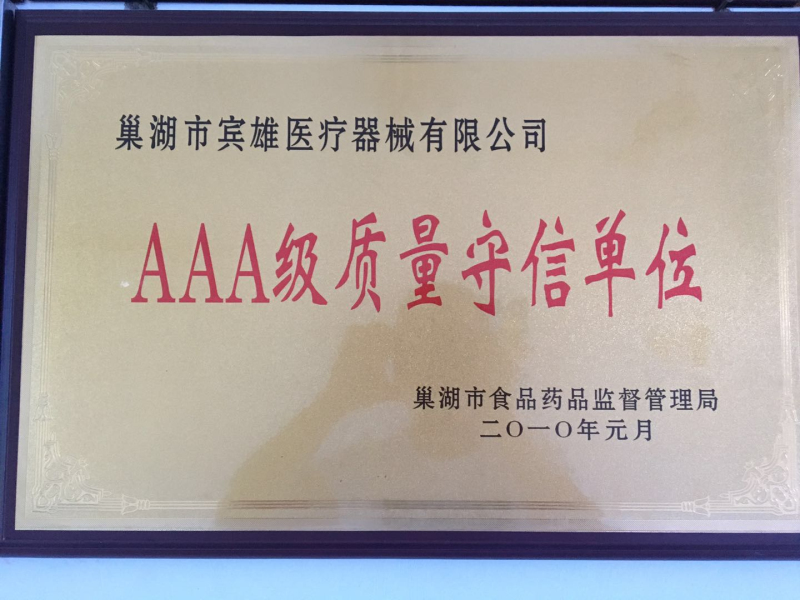 巢湖市宾雄医疗器械有限公司
AAA级质量守信单位
巢湖市食品药品监督管理局
二〇一〇年元月